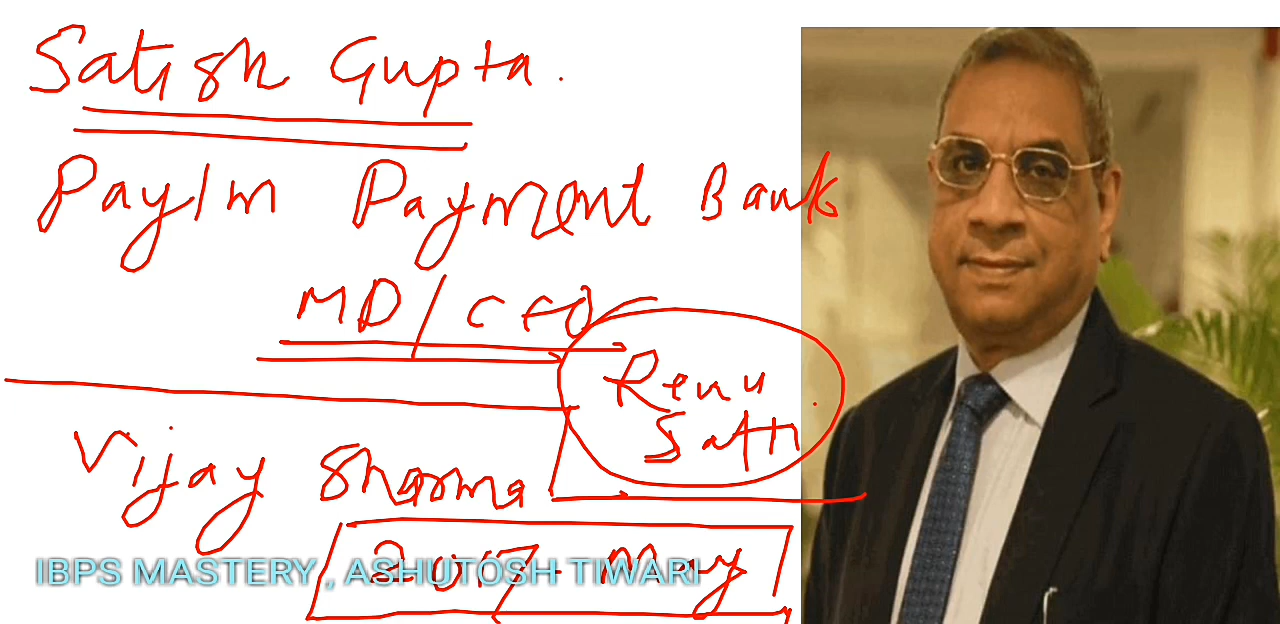 Satish Gupta.
Paytm Payment Bank
MD/CEO
Renu
Satti
Vijay Sharma
2017 May
IBPS MASTERY , ASHUTOSH TIWARI